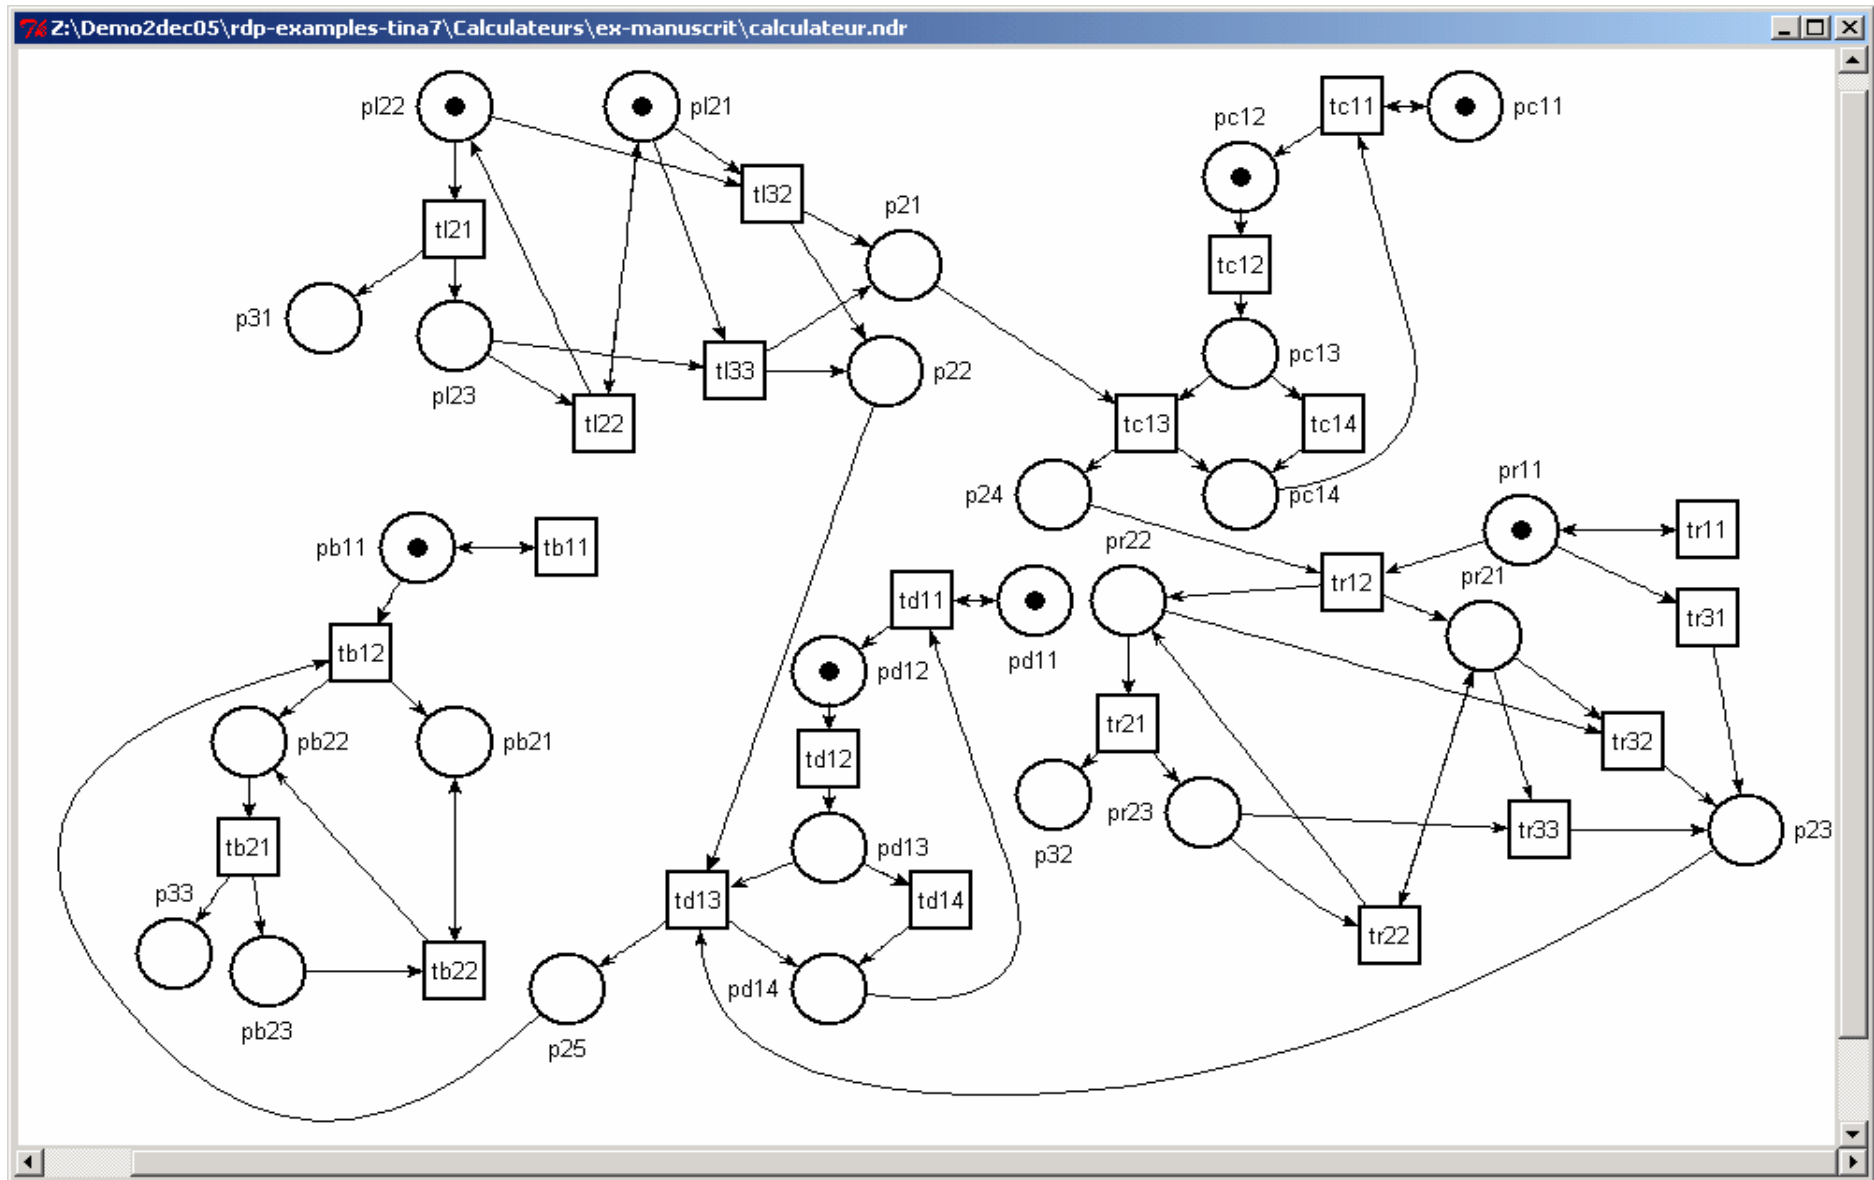 Z:\Demo2dec05\rdp-examples-tina7\Calculateurs\ex-manuscrit\calculateur.ndr
pl22
pl21
tc11
pc11
pc12
tl32
p21
tl21
tc12
p31
pc13
tl33
p22
pl23
tl22
tc13
tc14
p24
pc14
pr11
pb11
tb11
tr11
pr22
pr21
tr12
td11
tr31
pd11
tb12
pd12
pb22
pb21
tr21
tr32
td12
tb21
pd13
p32
pr23
tr33
p23
p33
td13
td14
tr22
tb22
pd14
pb23
p25